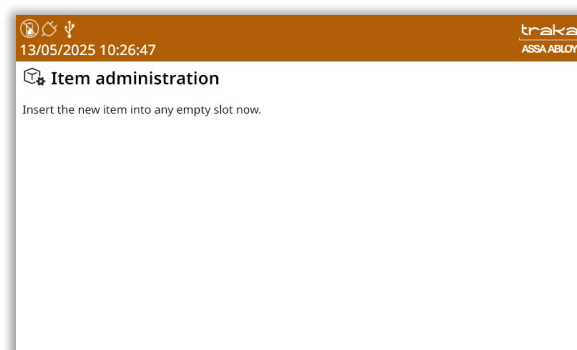 traka
13/05/2025 10:26:47
ASSA ABLOY
Item administration
Insert the new item into any empty slot now.